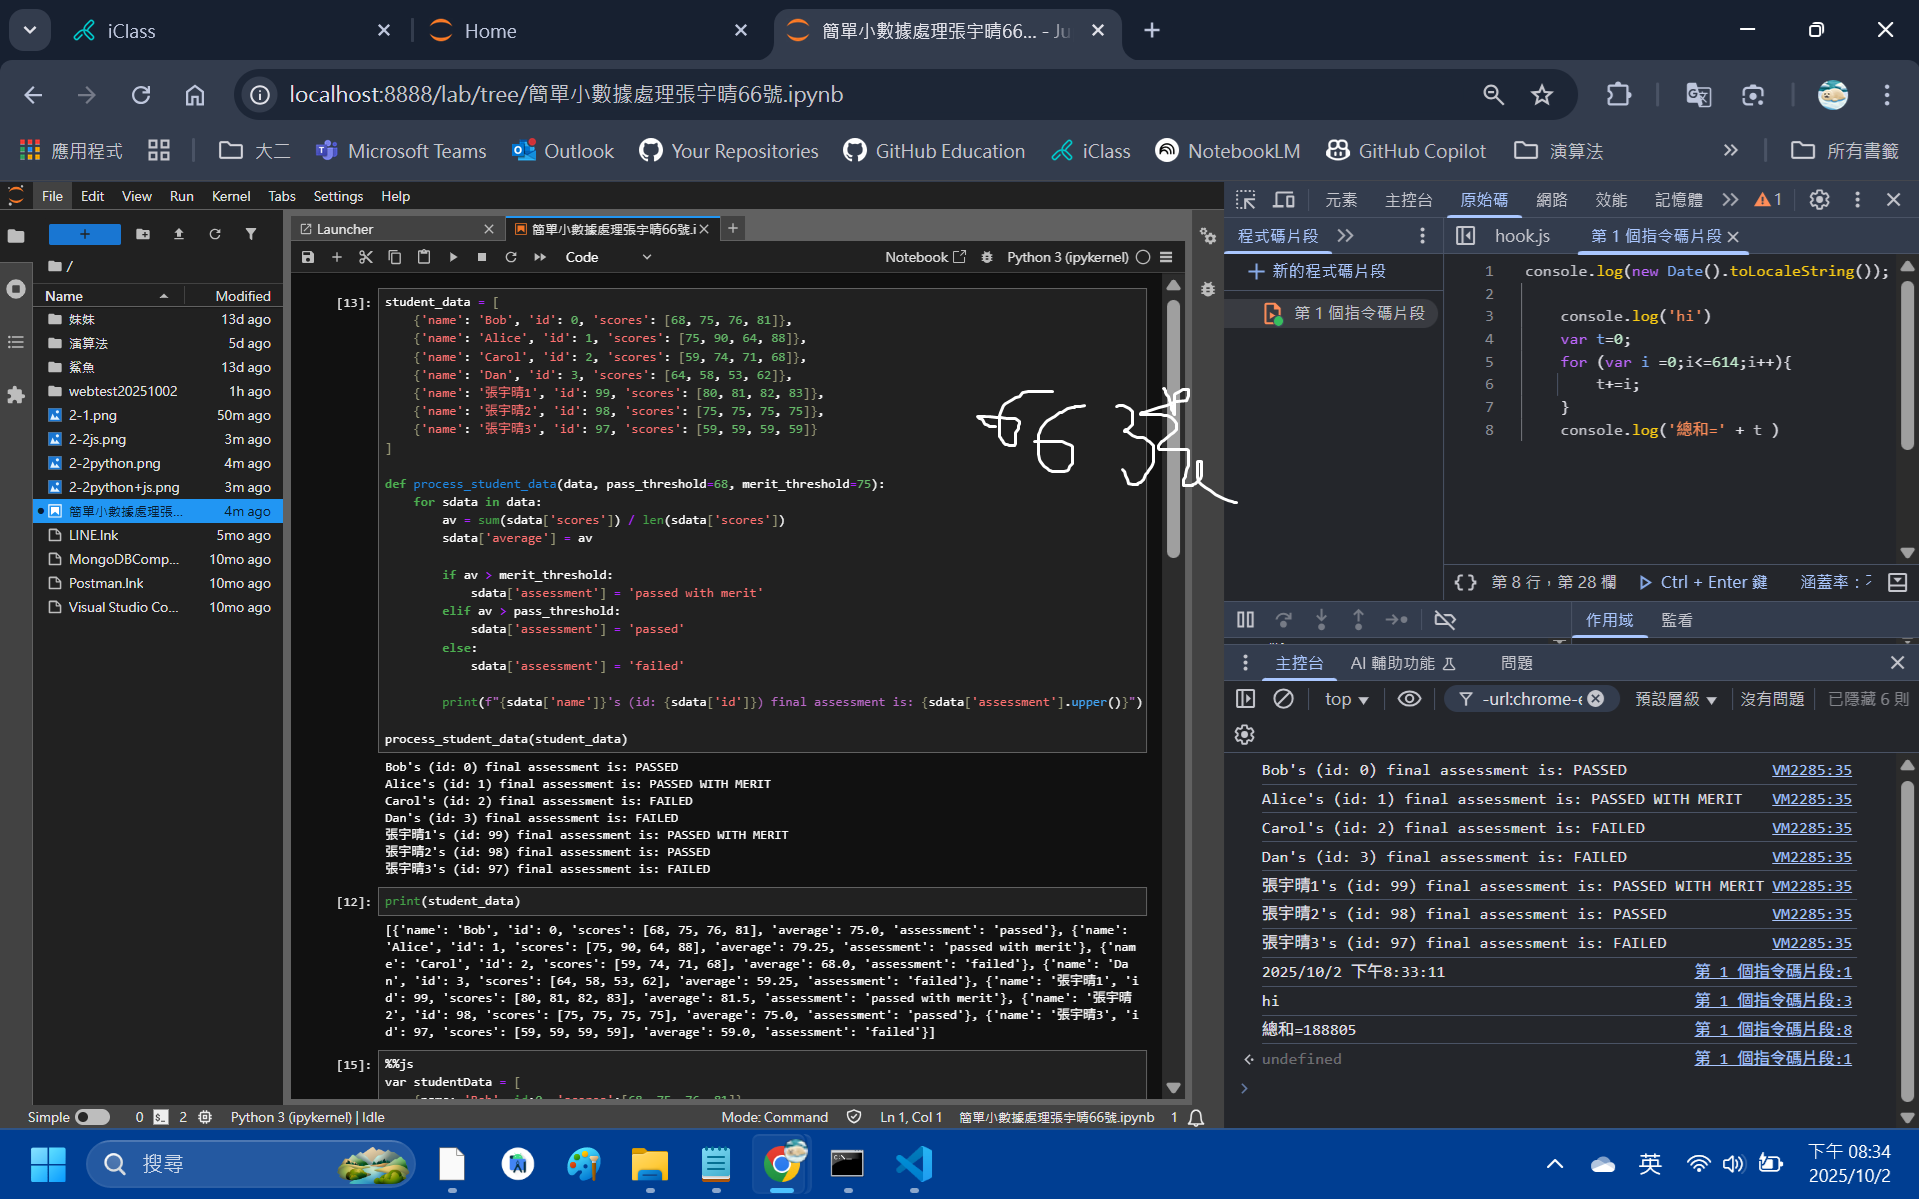 iClass
Home
簡單小數據處理張宇晴66... - Ju
localhost:8888/lab/tree/簡單小數據處理張宇晴66號.ipynb
應用程式
大二
Microsoft Teams
Outlook
Your Repositories
GitHub Education
iClass
NotebookLM
GitHub Copilot
演算法
所有書籤
File Edit View Run Kernel Tabs Settings Help
/
Name Modified
妹妹 13d ago
演算法 5d ago
鯊魚 13d ago
webtest20251002 1h ago
2-1.png 50m ago
2-2js.png 3m ago
2-2python.png 4m ago
2-2python+js.png 3m ago
簡單小數據處理張... 4m ago
LINE.lnk 5mo ago
MongoDBComp... 10mo ago
Postman.lnk 10mo ago
Visual Studio Co... 10mo ago
Launcher
簡單小數據處理張宇晴66號.i
Code
Notebook
Python 3 (ipykernel)
[13]:
student_data = [
{'name': 'Bob', 'id': 0, 'scores': [68, 75, 76, 81]},
{'name': 'Alice', 'id': 1, 'scores': [75, 90, 64, 88]},
{'name': 'Carol', 'id': 2, 'scores': [59, 74, 71, 68]},
{'name': 'Dan', 'id': 3, 'scores': [64, 58, 53, 62]},
{'name': '張宇晴1', 'id': 99, 'scores': [80, 81, 82, 83]},
{'name': '張宇晴2', 'id': 98, 'scores': [75, 75, 75, 75]},
{'name': '張宇晴3', 'id': 97, 'scores': [59, 59, 59, 59]}
]
def process_student_data(data, pass_threshold=68, merit_threshold=75):
for sdata in data:
av = sum(sdata['scores']) / len(sdata['scores'])
sdata['average'] = av
if av > merit_threshold:
sdata['assessment'] = 'passed with merit'
elif av > pass_threshold:
sdata['assessment'] = 'passed'
else:
sdata['assessment'] = 'failed'
print(f"{sdata['name']}'s (id: {sdata['id']}) final assessment is: {sdata['assessment'].upper()}")
process_student_data(student_data)
Bob's (id: 0) final assessment is: PASSED
Alice's (id: 1) final assessment is: PASSED WITH MERIT
Carol's (id: 2) final assessment is: FAILED
Dan's (id: 3) final assessment is: FAILED
張宇晴1's (id: 99) final assessment is: PASSED WITH MERIT
張宇晴2's (id: 98) final assessment is: PASSED
張宇晴3's (id: 97) final assessment is: FAILED
[12]:
print(student_data)
[{'name': 'Bob', 'id': 0, 'scores': [68, 75, 76, 81], 'average': 75.0, 'assessment': 'passed'}, {'name':
'Alice', 'id': 1, 'scores': [75, 90, 64, 88], 'average': 79.25, 'assessment': 'passed with merit'}, {'nam
e': 'Carol', 'id': 2, 'scores': [59, 74, 71, 68], 'average': 68.0, 'assessment': 'failed'}, {'name': 'Da
n', 'id': 3, 'scores': [64, 58, 53, 62], 'average': 59.25, 'assessment': 'failed'}, {'name': '張宇晴1', 'i
d': 99, 'scores': [80, 81, 82, 83], 'average': 81.5, 'assessment': 'passed with merit'}, {'name': '張宇晴
2', 'id': 98, 'scores': [75, 75, 75, 75], 'average': 75.0, 'assessment': 'passed'}, {'name': '張宇晴3', 'i
d': 97, 'scores': [59, 59, 59, 59], 'average': 59.0, 'assessment': 'failed'}]
[15]:
%%js
var studentData = [
{name: 'Bob', id:0, 'scores':[68, 75, 76, 81]},
66 張
Simple 0 2 Python 3 (ipykernel) | Idle
Mode: Command Ln 1, Col 1 簡單小數據處理張宇晴66號.ipynb 1
元素 主控台 原始碼 網路 效能 記憶體 1
程式碼片段
hook.js
第 1 個指令碼片段
新的程式碼片段
第 1 個指令碼片段
1 console.log(new Date().toLocaleString());
2
3 console.log('hi')
4 var t=0;
5 for (var i =0;i<=614;i++){
6 t+=i;
7 }
8 console.log('總和=' + t )
{} 第 8 行，第 28 欄 Ctrl + Enter 鍵 涵蓋率：
作用域 監看
主控台 AI 輔助功能 問題
top
-url:chrome-e
預設層級
沒有問題
已隱藏 6 則
Bob's (id: 0) final assessment is: PASSED VM2285:35
Alice's (id: 1) final assessment is: PASSED WITH MERIT VM2285:35
Carol's (id: 2) final assessment is: FAILED VM2285:35
Dan's (id: 3) final assessment is: FAILED VM2285:35
張宇晴1's (id: 99) final assessment is: PASSED WITH MERIT VM2285:35
張宇晴2's (id: 98) final assessment is: PASSED VM2285:35
張宇晴3's (id: 97) final assessment is: FAILED VM2285:35
2025/10/2 下午8:33:11 第 1 個指令碼片段:1
hi 第 1 個指令碼片段:3
總和=188805 第 1 個指令碼片段:8
undefined 第 1 個指令碼片段:1
搜尋
英
下午 08:34
2025/10/2